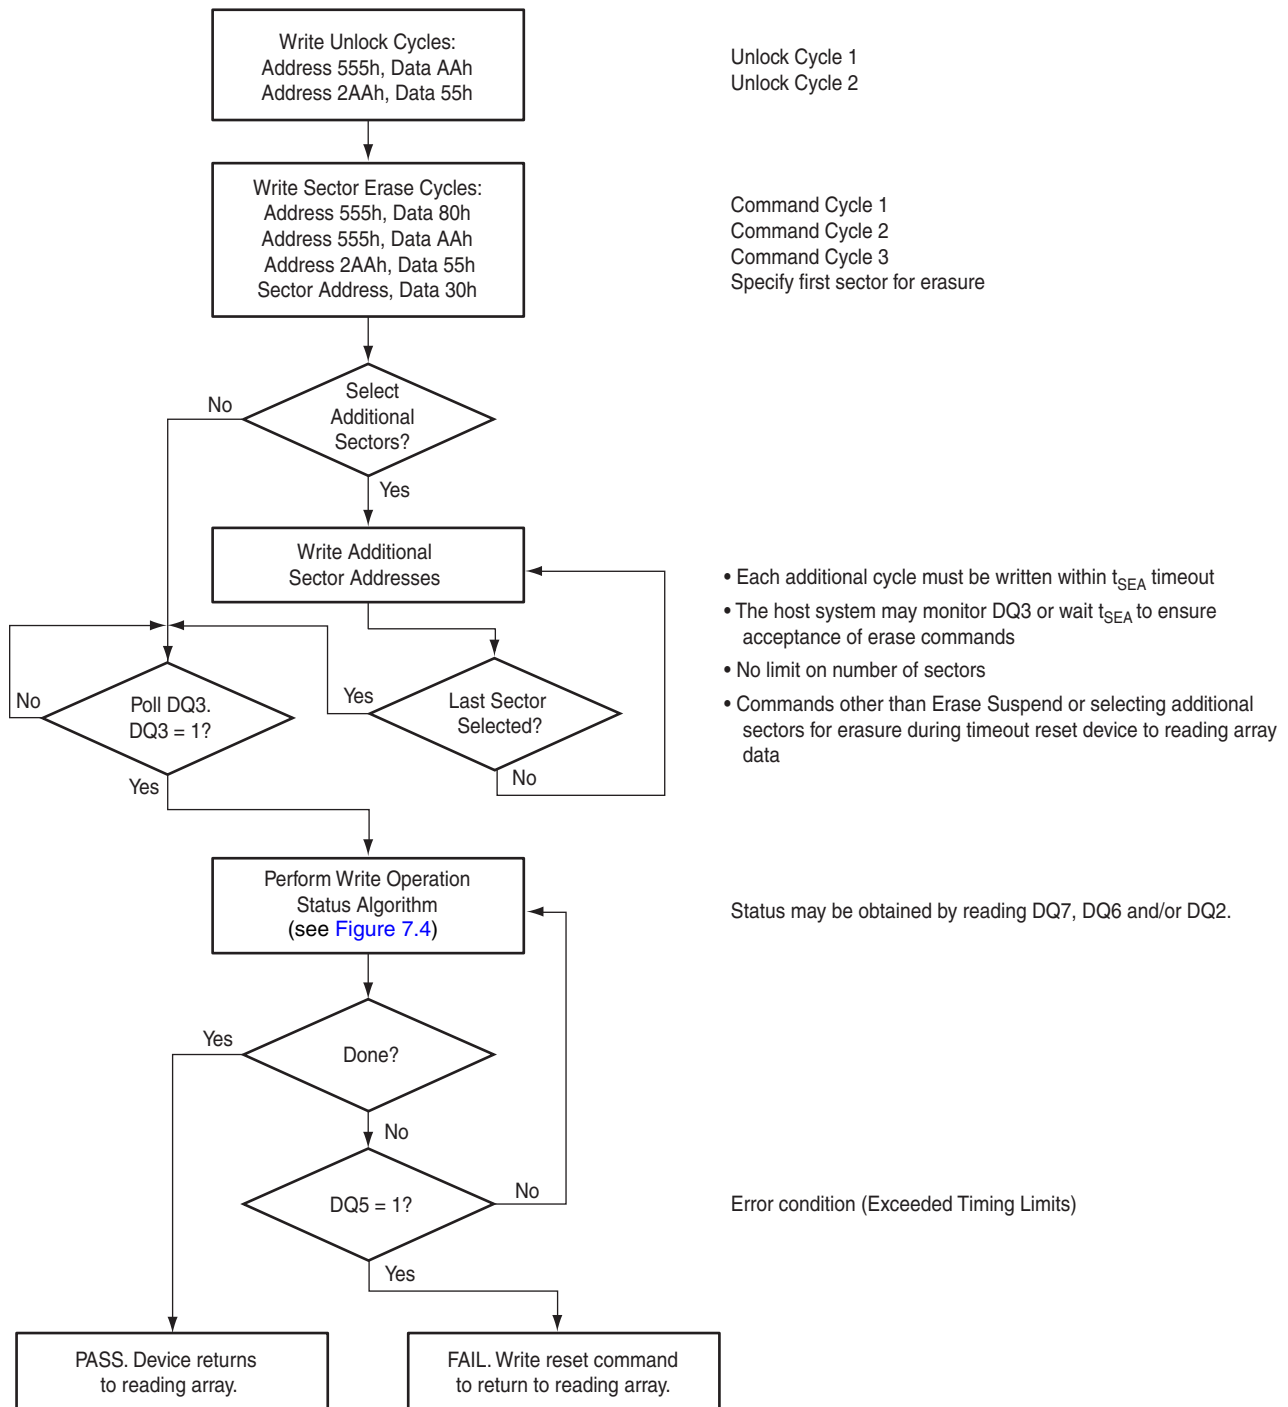 Write Unlock Cycles:
Address 555h, Data AAh
Address 2AAh, Data 55h
Unlock Cycle 1
Unlock Cycle 2
Write Sector Erase Cycles:
Address 555h, Data 80h
Address 555h, Data AAh
Address 2AAh, Data 55h
Sector Address, Data 30h
Command Cycle 1
Command Cycle 2
Command Cycle 3
Specify first sector for erasure
Select
Additional
Sectors?
No
Yes
Write Additional
Sector Addresses
• Each additional cycle must be written within tSEA timeout
• The host system may monitor DQ3 or wait tSEA to ensure
acceptance of erase commands
• No limit on number of sectors
• Commands other than Erase Suspend or selecting additional
sectors for erasure during timeout reset device to reading array
data
No
Poll DQ3.
DQ3 = 1?
Yes
Yes
Last Sector
Selected?
No
Perform Write Operation
Status Algorithm
(see Figure 7.4)
Status may be obtained by reading DQ7, DQ6 and/or DQ2.
Yes
Done?
No
DQ5 = 1?
No
Error condition (Exceeded Timing Limits)
Yes
PASS. Device returns
to reading array.
FAIL. Write reset command
to return to reading array.